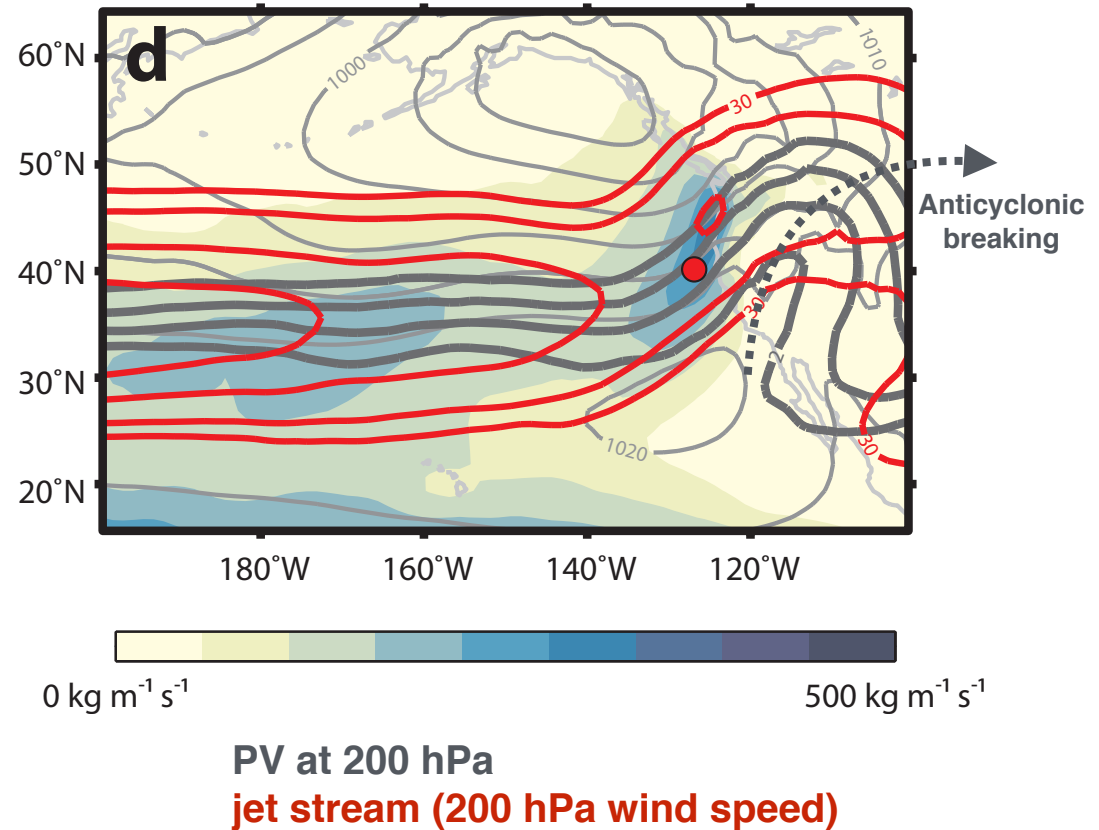 d
60˚N
50˚N
40˚N
30˚N
20˚N
1000
1010
30
30
30
2
1020
Anticyclonic
breaking
180˚W
160˚W
140˚W
120˚W
0 kg m⁻¹ s⁻¹
500 kg m⁻¹ s⁻¹
PV at 200 hPa
jet stream (200 hPa wind speed)